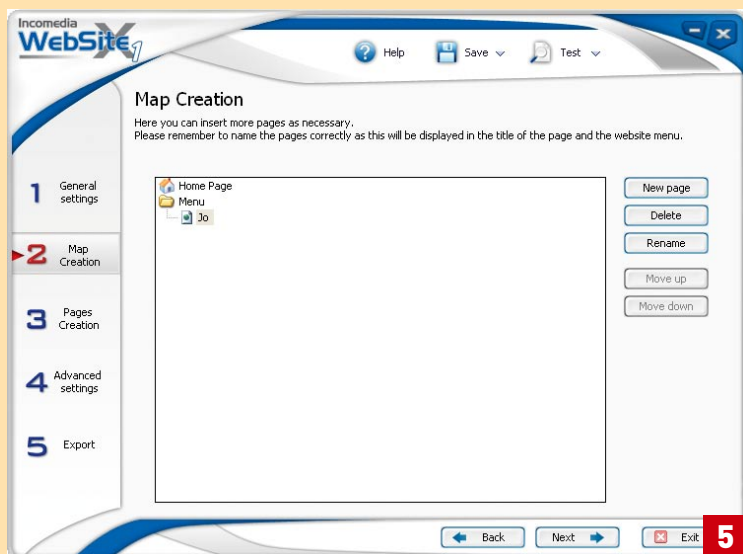 Incomedia
WebSite X1
Help
Save
Test
Map Creation
Here you can insert more pages as necessary.
Please remember to name the pages correctly as this will be displayed in the title of the page and the website menu.
1 General
settings
2 Map
Creation
3 Pages
Creation
4 Advanced
settings
5 Export
Home Page
Menu
Jo
New page
Delete
Rename
Move up
Move down
Back
Next
Exit
5